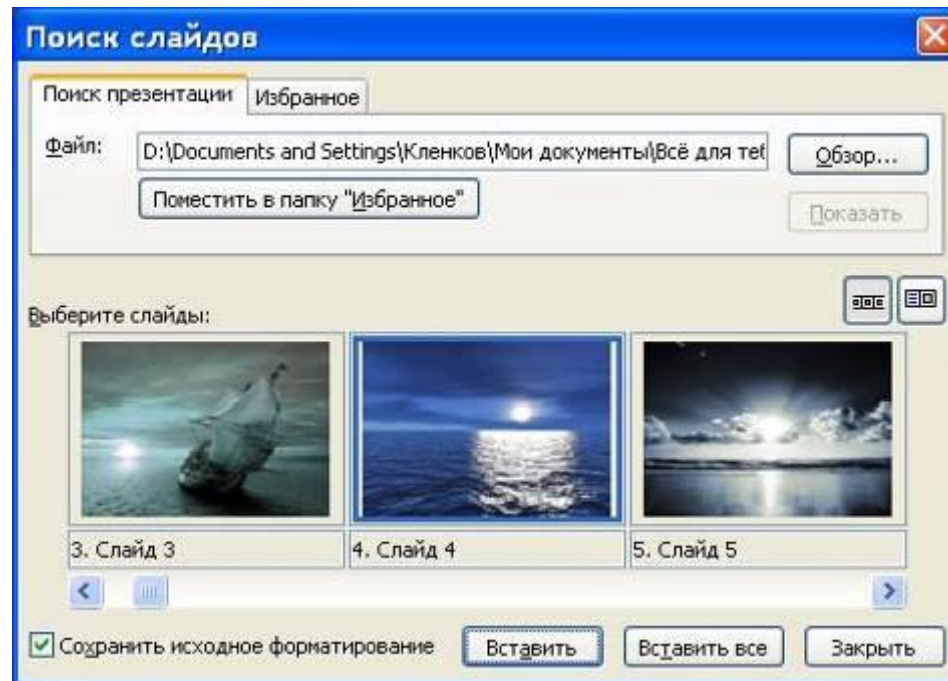 Поиск слайдов
Поиск презентации Избранное
Файл: D:\Documents and Settings\Кленков\Мои документы\Всё для теб Обзор...
Поместить в папку "Избранное"
Показать
Выберите слайды:
3. Слайд 3 4. Слайд 4 5. Слайд 5
Сохранить исходное форматирование Вставить Вставить все Закрыть